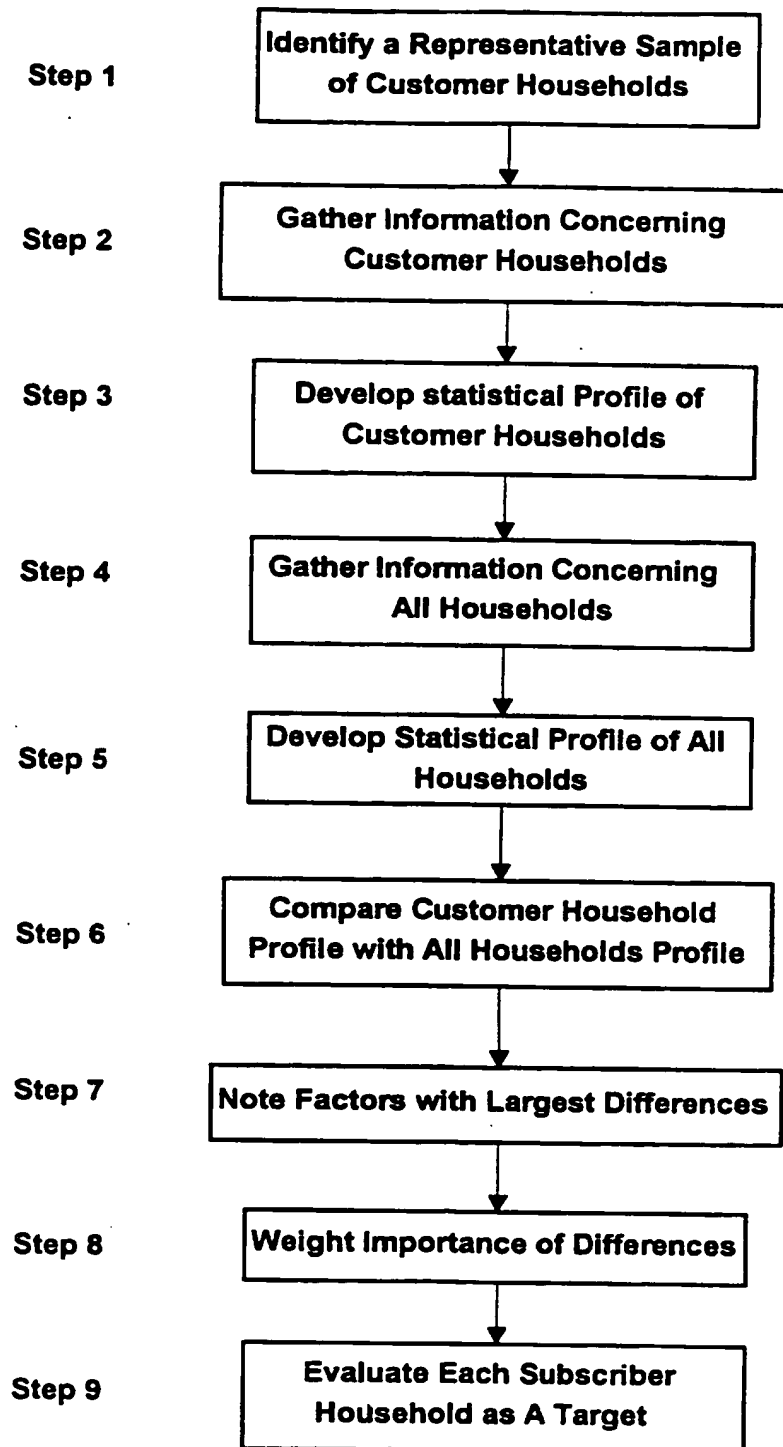 Step 1
Identify a Representative Sample
of Customer Households
Step 2
Gather Information Concerning
Customer Households
Step 3
Develop statistical Profile of
Customer Households
Step 4
Gather Information Concerning
All Households
Step 5
Develop Statistical Profile of All
Households
Step 6
Compare Customer Household
Profile with All Households Profile
Step 7
Note Factors with Largest Differences
Step 8
Weight Importance of Differences
Step 9
Evaluate Each Subscriber
Household as A Target